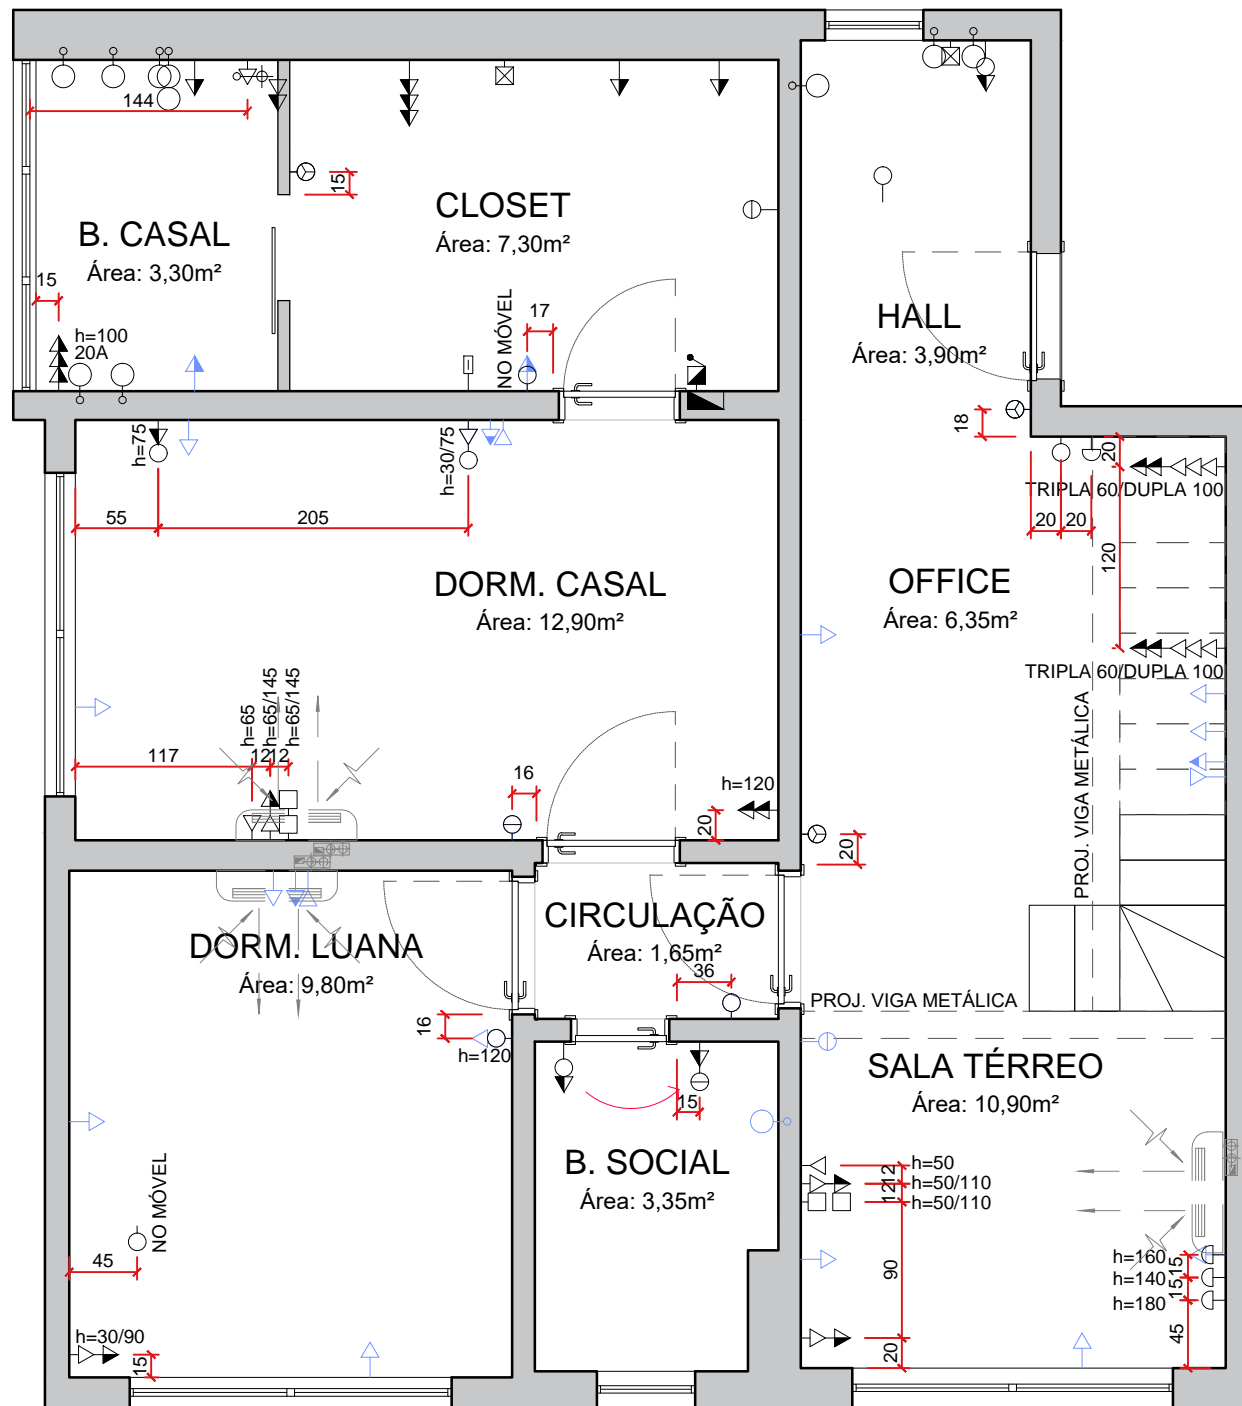 144
15
CLOSET
Área: 7,30m²
B. CASAL
Área: 3,30m²
15
h=100
20A
NO MÓVEL
17
HALL
Área: 3,90m²
18
h=75
h=30/75
20
TRIPLA 60/DUPLA 100
55
205
20
20
120
DORM. CASAL
Área: 12,90m²
OFFICE
Área: 6,35m²
TRIPLA 60/DUPLA 100
h=65
h=65/145
h=65/145
117
12
12
16
h=120
20
20
PROJ. VIGA METÁLICA
CIRCULAÇÃO
Área: 1,65m²
36
DORM. LUANA
Área: 9,80m²
PROJ. VIGA METÁLICA
16
h=120
SALA TÉRREO
Área: 10,90m²
15
B. SOCIAL
Área: 3,35m²
12
h=50
12
h=50/110
h=50/110
NO MÓVEL
45
90
h=160
15
h=140
15
h=180
45
h=30/90
15
20